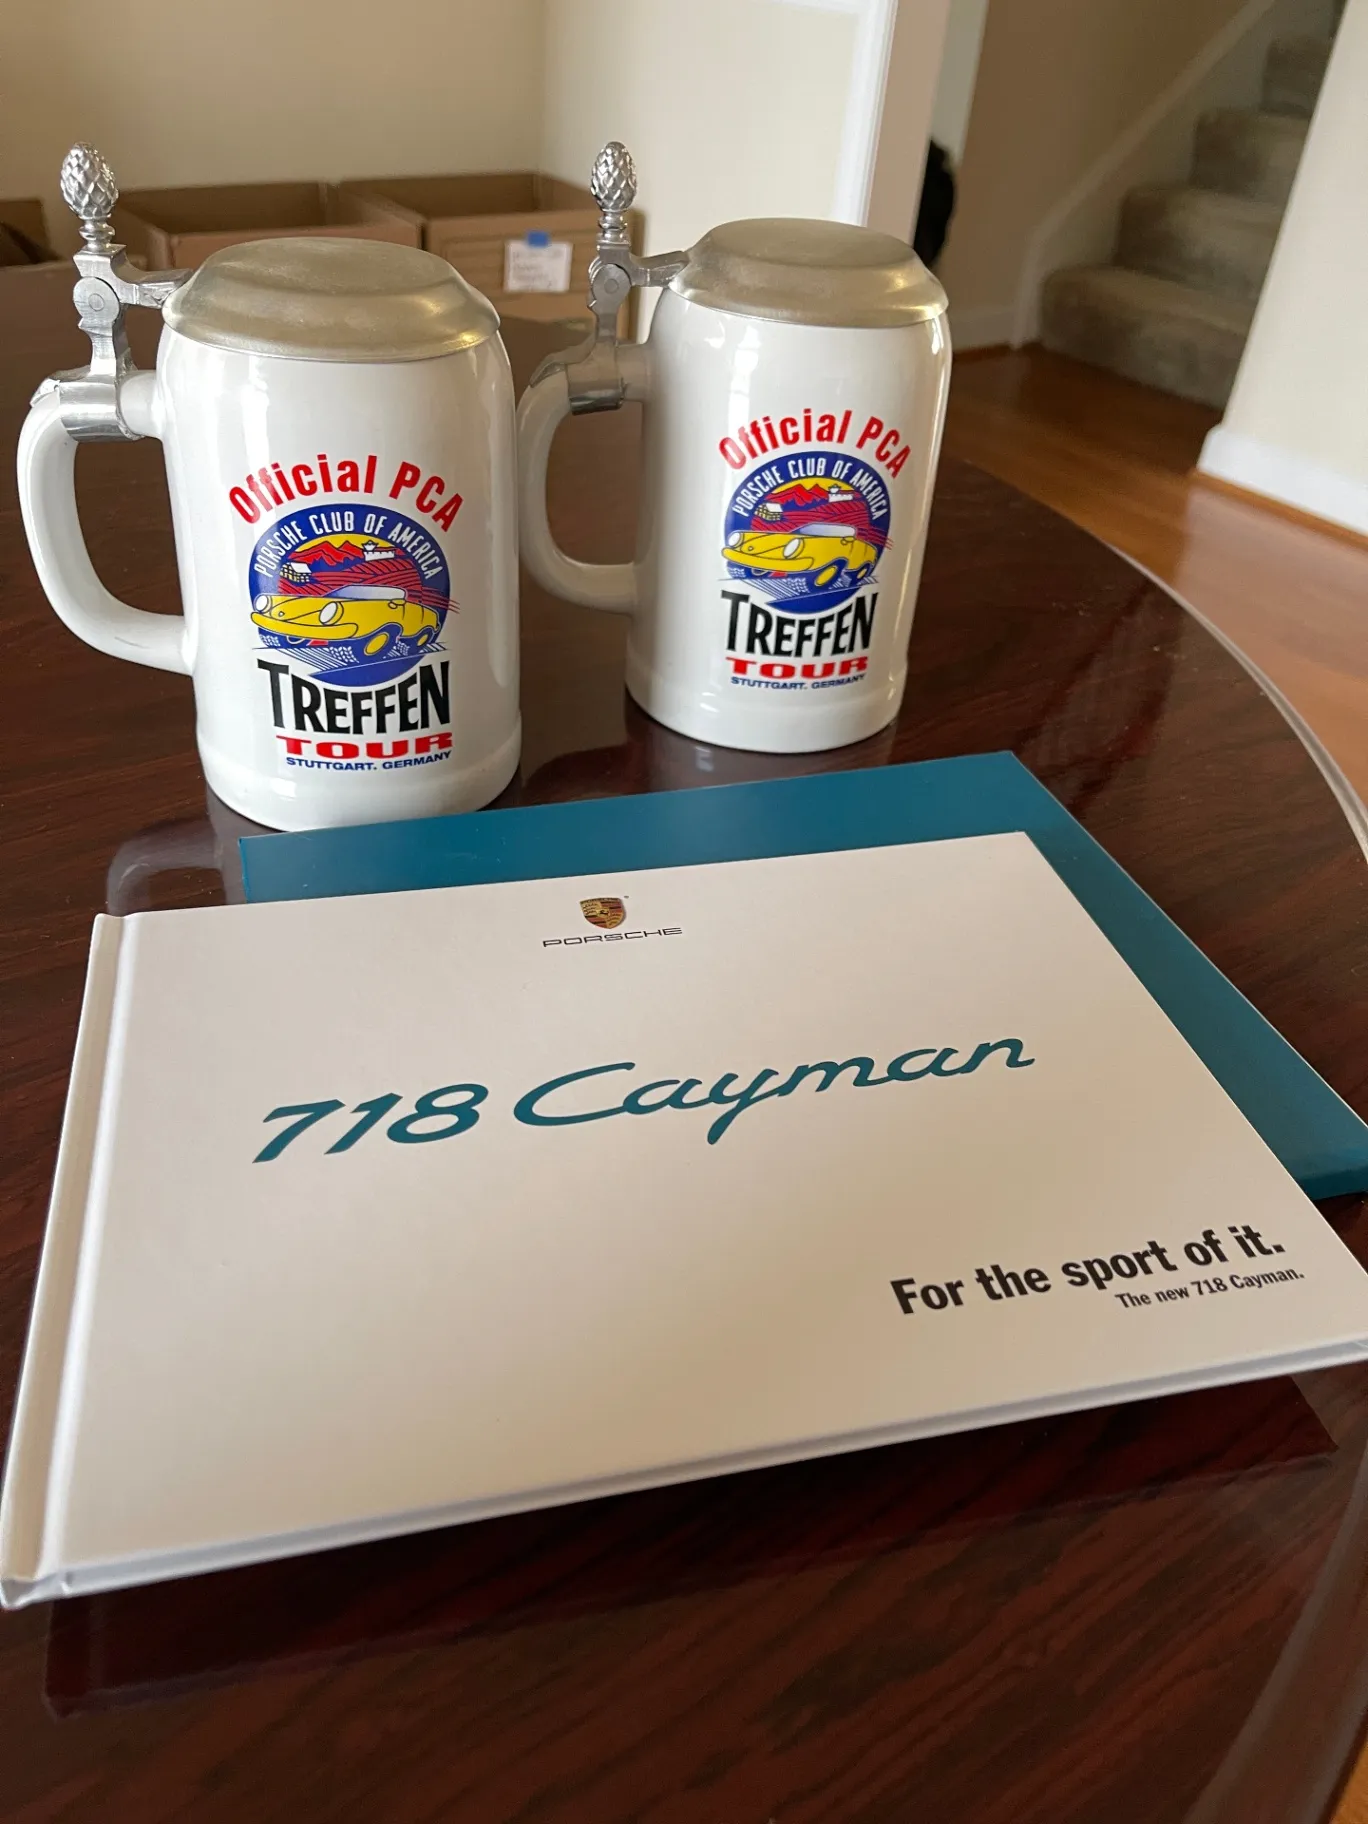 Official PCA
PORSCHE CLUB OF AMERICA
TREFFEN
TOUR
STUTTGART. GERMANY
Official PCA
PORSCHE CLUB OF AMERICA
TREFFEN
TOUR
STUTTGART. GERMANY
PORSCHE
718 Cayman
For the sport of it.
The new 718 Cayman.